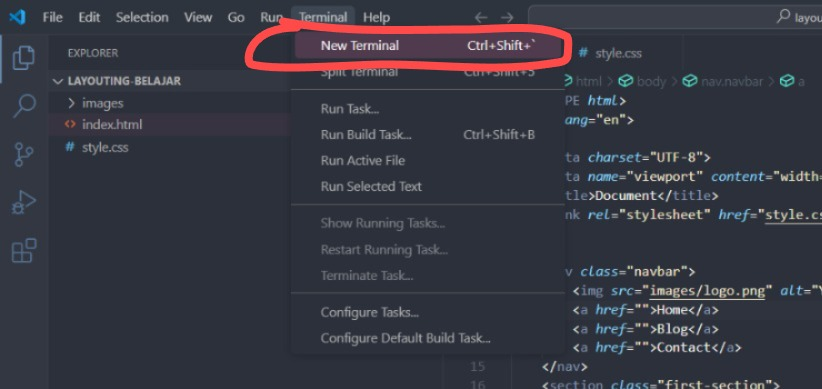 File Edit Selection View Go Run Terminal Help
layou
EXPLORER
LAYOUTING-BELAJAR
images
index.html
style.css
New Terminal Ctrl+Shift+`
Split Terminal Ctrl+Shift+5
Run Task...
Run Build Task... Ctrl+Shift+B
Run Active File
Run Selected Text
Show Running Tasks...
Restart Running Task...
Terminate Task...
Configure Tasks...
Configure Default Build Task...
# style.css
html > body > nav.navbar > a
PE html>
ang="en">
ta charset="UTF-8">
ta name="viewport" content="width=
tle>Document</title>
nk rel="stylesheet" href="style.cs
v class="navbar">
<img src="images/logo.png" alt="Y
<a href="">Home</a>
<a href="">Blog</a>
<a href="">Contact</a>
15 </nav>
16 <section class="first-section">